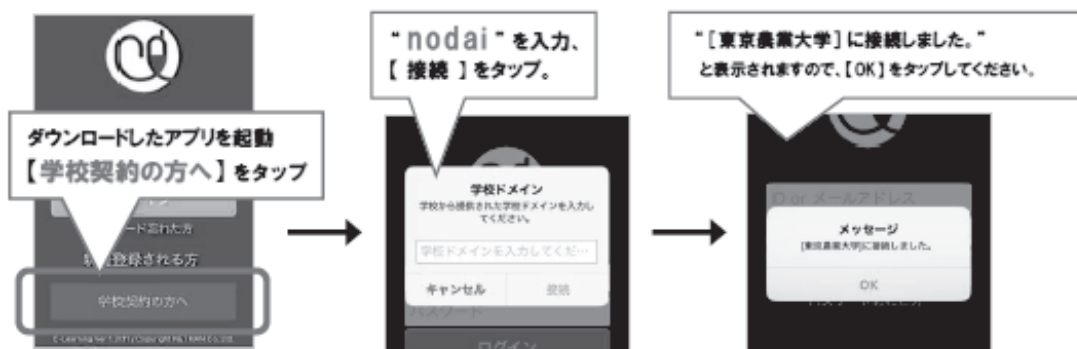 ダウンロードしたアプリを起動
【学校契約の方へ】をタップ
ード忘れた方
登録される方
学校契約の方へ
“nodai”を入力、
【 接続 】をタップ。
学校ドメイン
学校から提供された学校ドメインを入力し
てください。
学校ドメインを入力してくだ…
キャンセル
接続
パスワード
ログイン
“[東京農業大学]に接続しました。”
と表示されますので、【OK】をタップしてください。
ID or メールアドレス
メッセージ
[東京農業大学]に接続しました。
OK